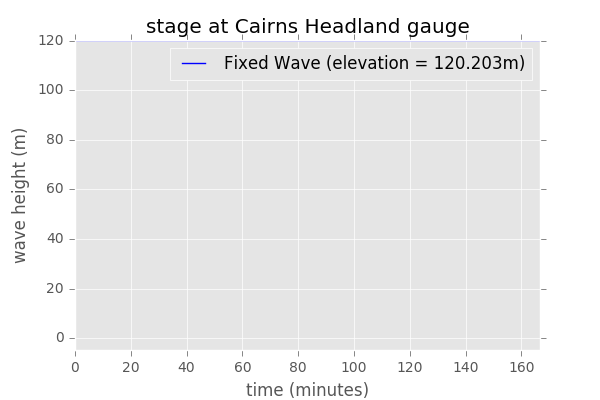 stage at Cairns Headland gauge
Fixed Wave (elevation = 120.203m)
wave height (m)
120
100
80
60
40
20
0
0 20 40 60 80 100 120 140 160
time (minutes)